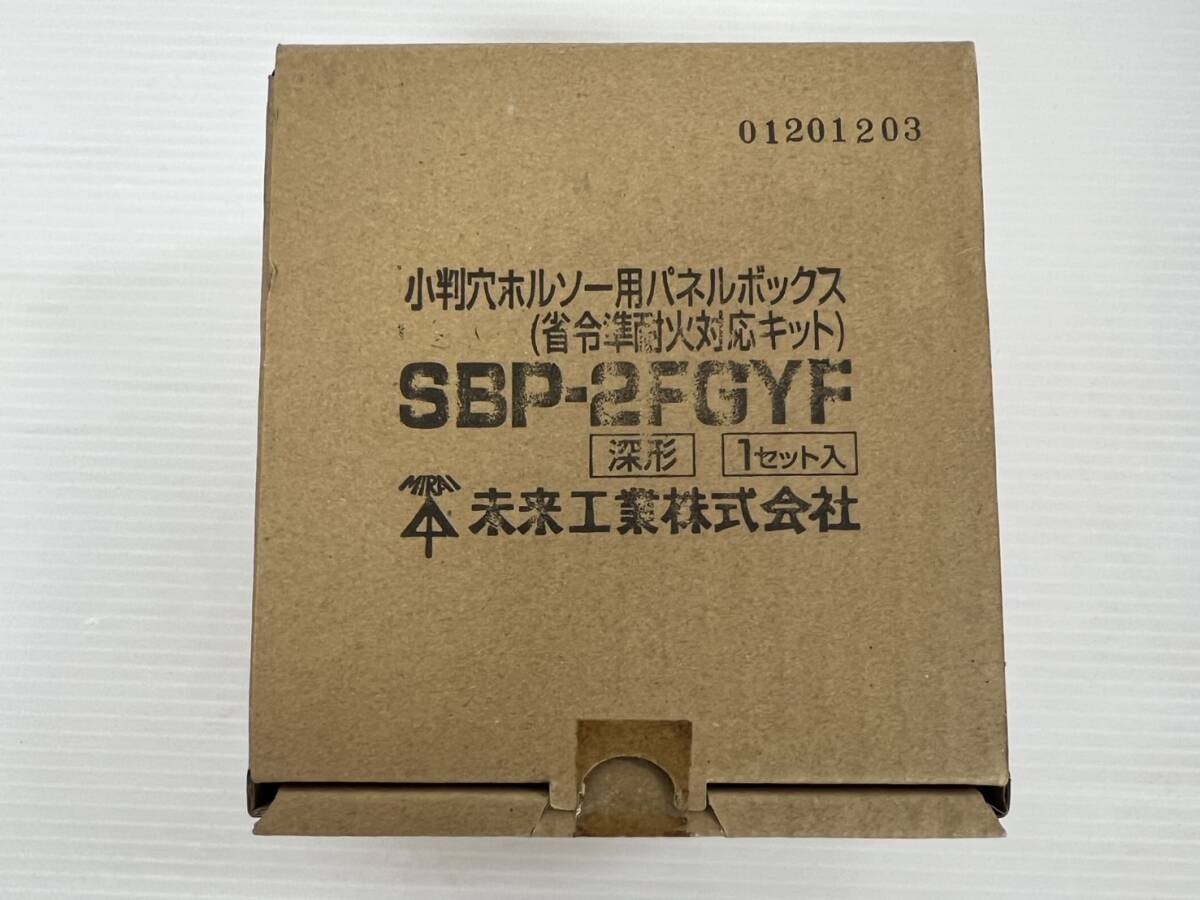 01201203
小判穴ホルソー用パネルボックス
(省令準耐火対応キット)
SBP-2FGYF
深形 1セット入
MIRAI 未来工業株式会社